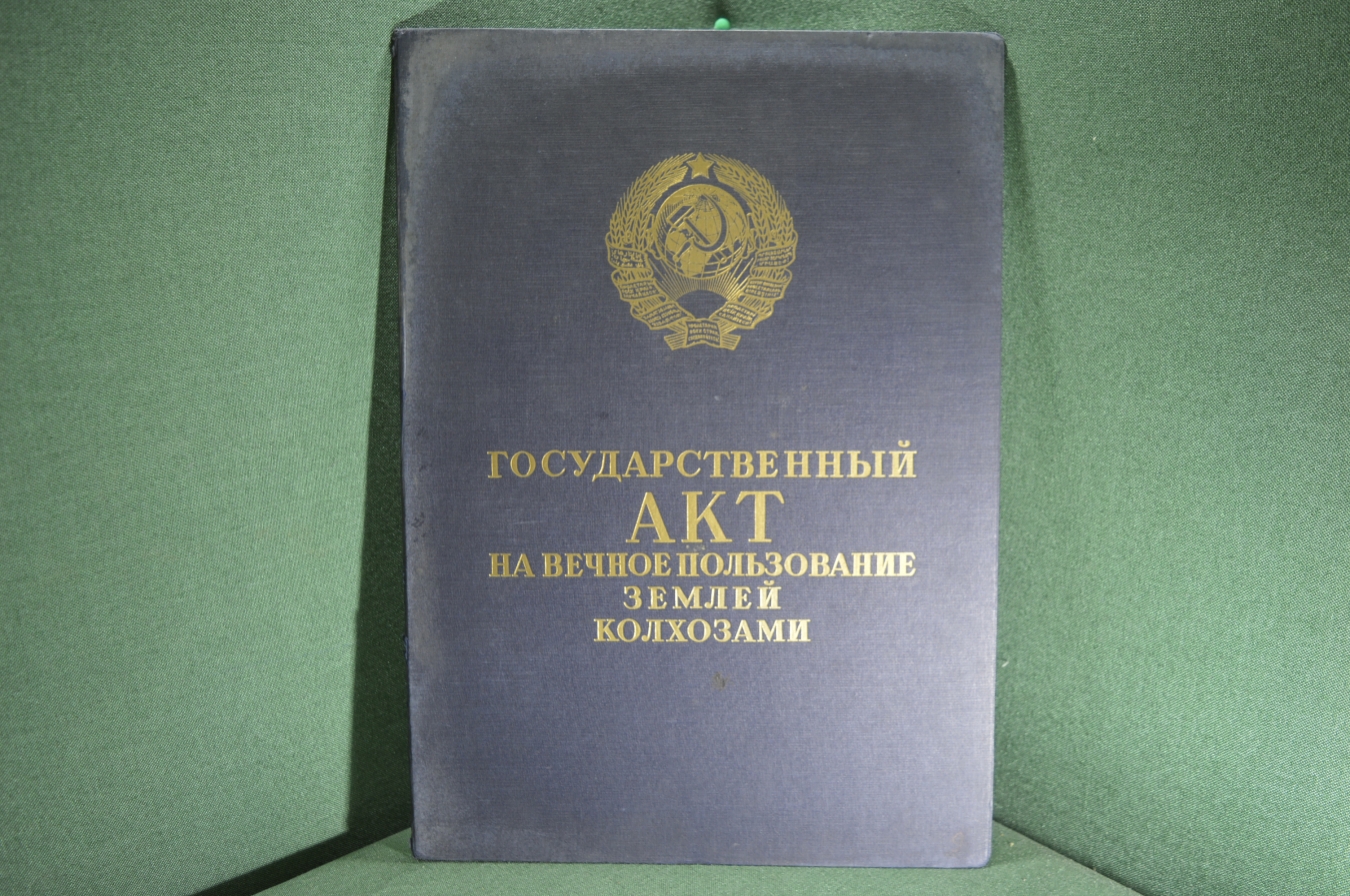 ГОСУДАРСТВЕННЫЙ
АКТ
НА ВЕЧНОЕ ПОЛЬЗОВАНИЕ
ЗЕМЛЕЙ
КОЛХОЗАМИ